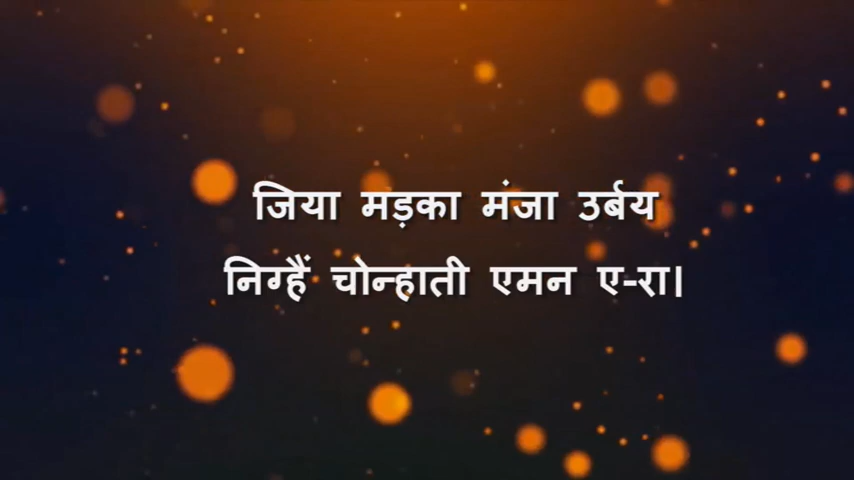 जिया मड़का मंजा उर्बय
निग्हैं चोन्हाती एमन ए-रा।